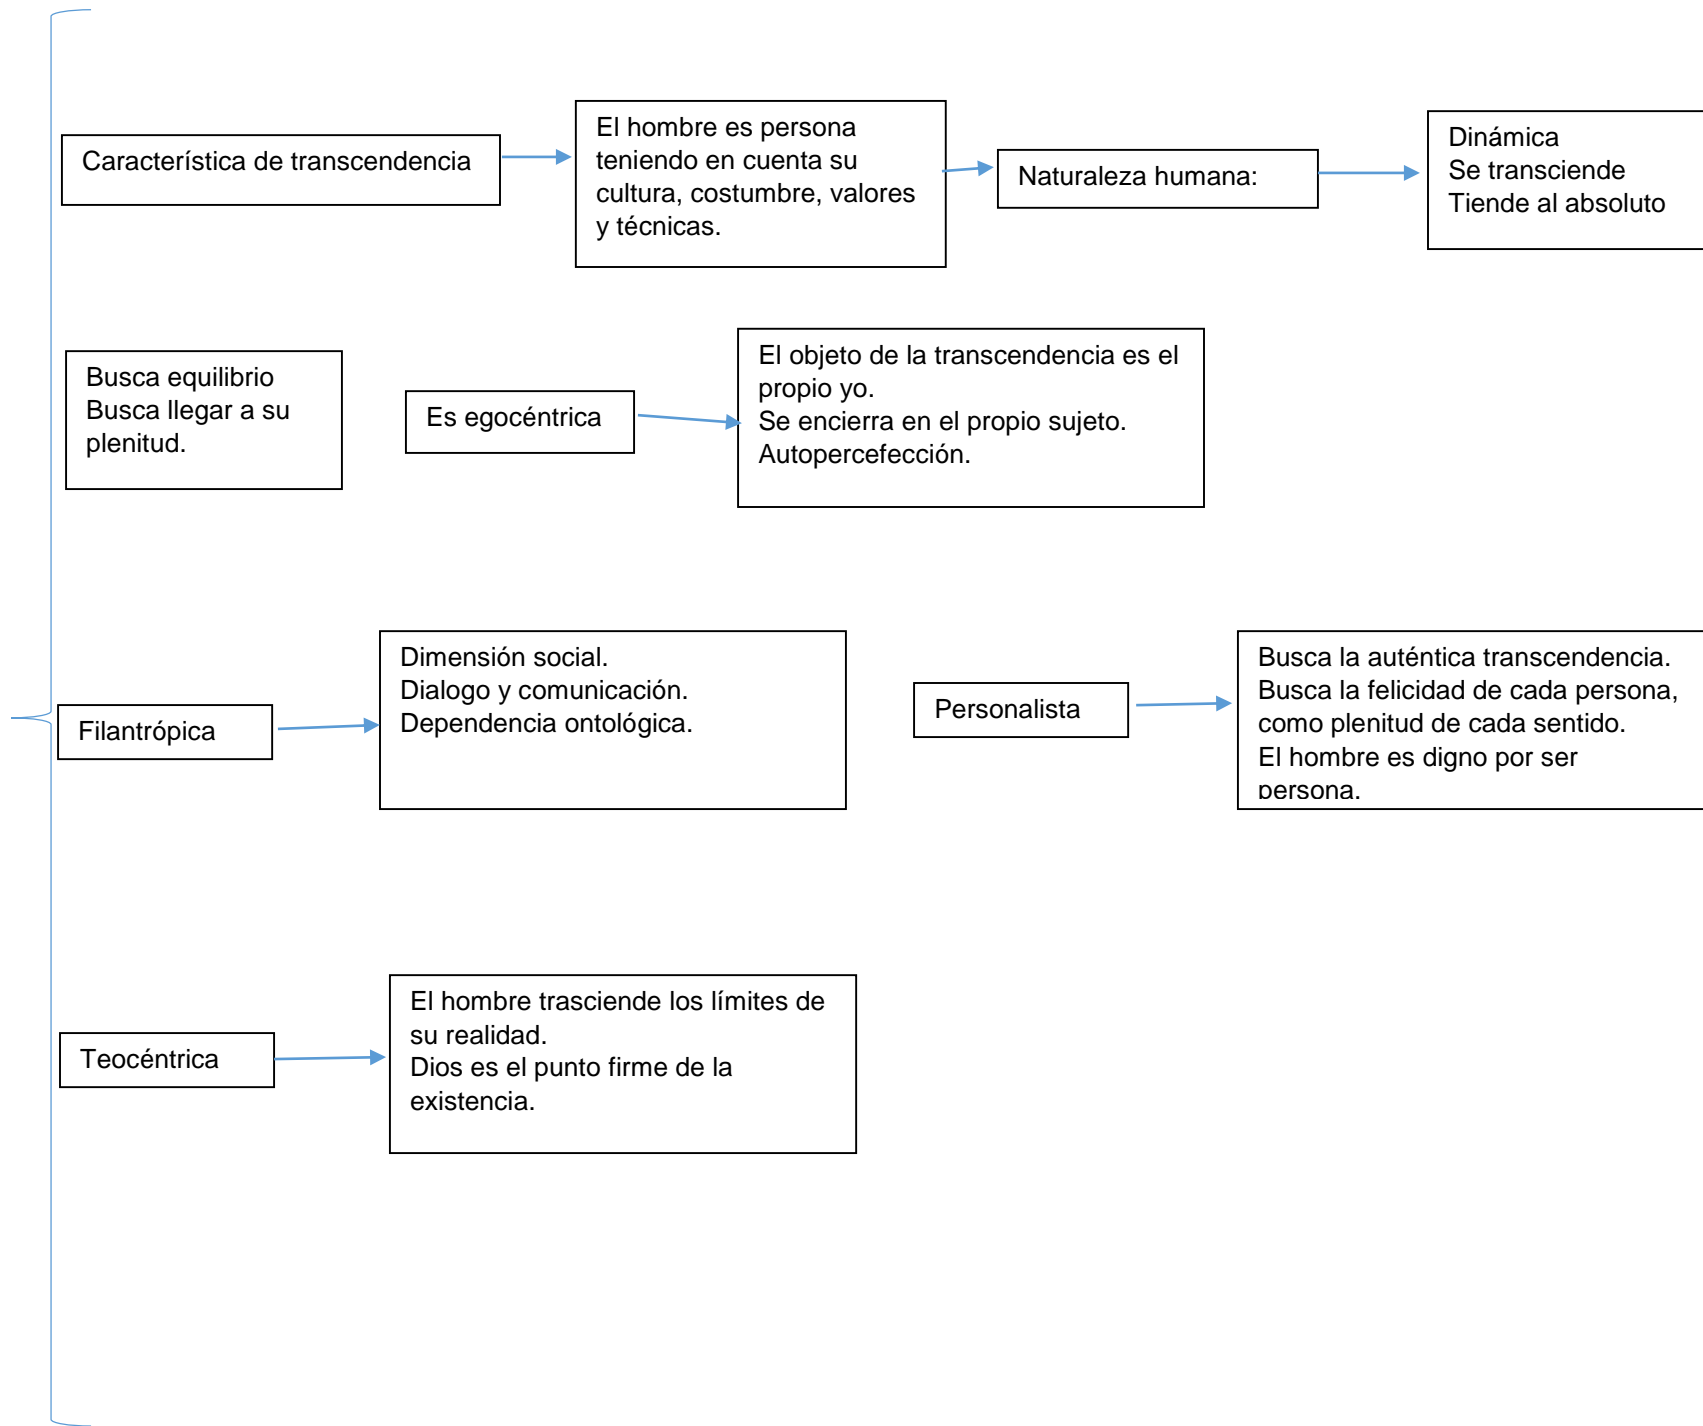 Característica de transcendencia
El hombre es persona
teniendo en cuenta su
cultura, costumbre, valores
y técnicas.
Naturaleza humana:
Dinámica
Se transciende
Tiende al absoluto
Busca equilibrio
Busca llegar a su
plenitud.
Es egocéntrica
El objeto de la transcendencia es el
propio yo.
Se encierra en el propio sujeto.
Autopercefección.
Filantrópica
Dimensión social.
Dialogo y comunicación.
Dependencia ontológica.
Personalista
Busca la auténtica transcendencia.
Busca la felicidad de cada persona,
como plenitud de cada sentido.
El hombre es digno por ser
persona.
Teocéntrica
El hombre trasciende los límites de
su realidad.
Dios es el punto firme de la
existencia.